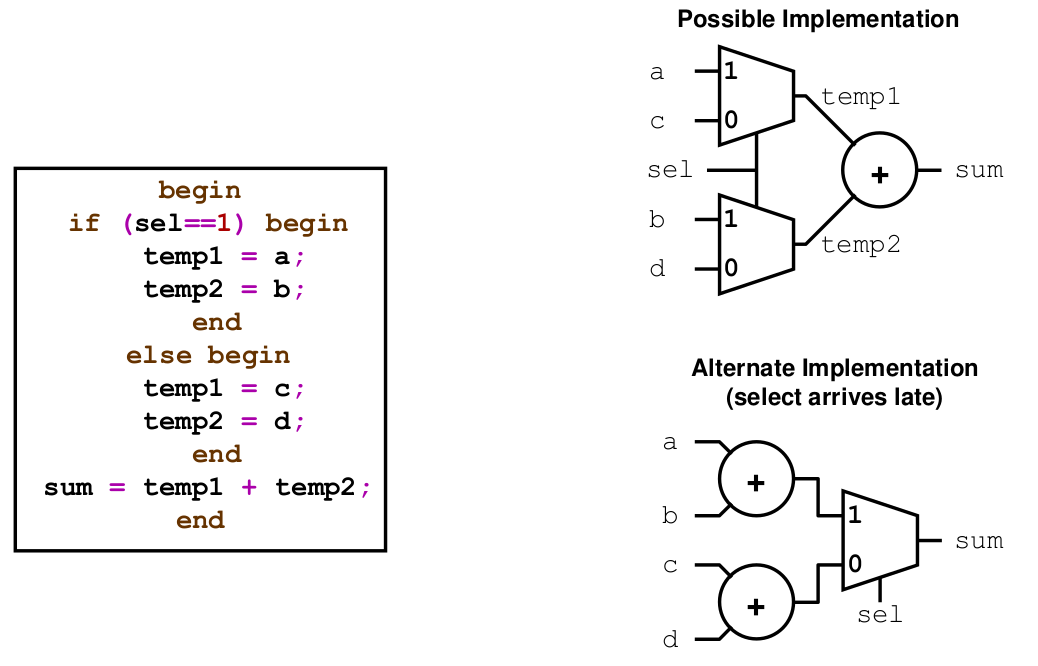 begin
if (sel==1) begin
temp1 = a;
temp2 = b;
end
else begin
temp1 = c;
temp2 = d;
end
sum = temp1 + temp2;
end
Possible Implementation
a
1
temp1
c
0
sel
+
sum
b
1
temp2
d
0
Alternate Implementation
(select arrives late)
a
+
b
1
sum
c
0
+
sel
d